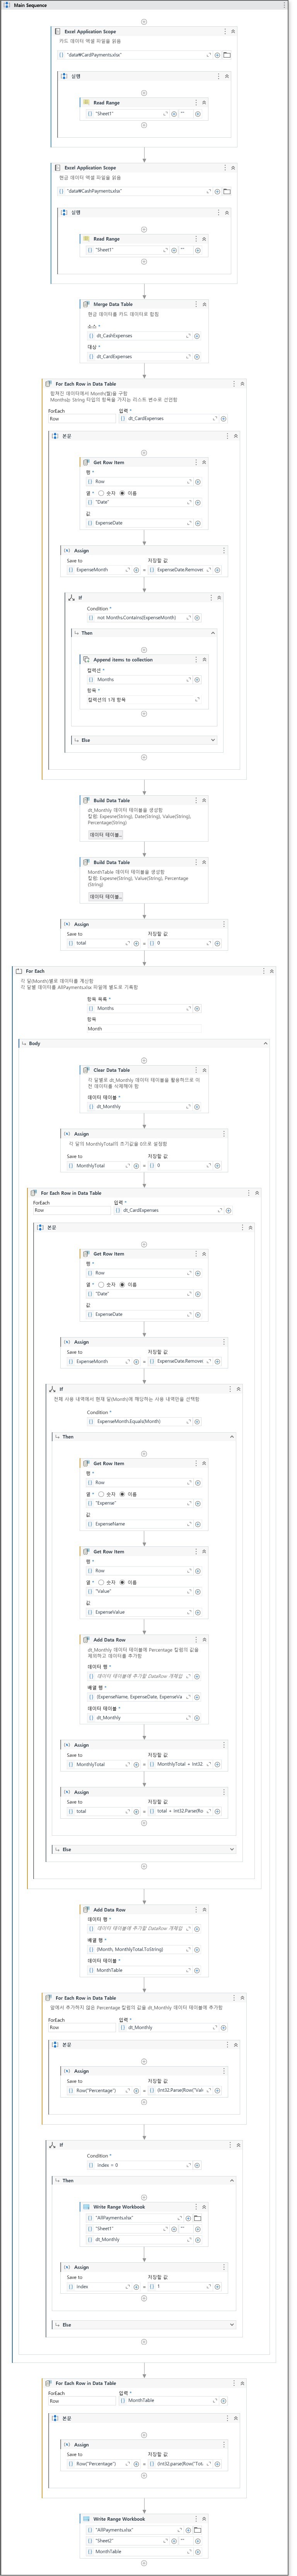 Main Sequence
Excel Application Scope
카드 데이터 엑셀 파일을 읽음
"data₩CardPayments.xlsx"
실행
Read Range
"Sheet1"
""
Excel Application Scope
현금 데이터 엑셀 파일을 읽음
"data₩CashPayments.xlsx"
실행
Read Range
"Sheet1"
""
Merge Data Table
현금 데이터를 카드 데이터로 합침
소스 *
dt_CashExpenses
대상 *
dt_CardExpenses
For Each Row in Data Table
합쳐진 데이터에서 Month(월)을 구함
Months는 String 타입의 항목을 가지는 리스트 변수로 선언함
ForEach 입력 *
Row dt_CardExpenses
본문
Get Row Item
행 *
Row
열 * 숫자 이름
"Date"
값
ExpenseDate
Assign
Save to 저장할 값
ExpenseMonth = ExpenseDate.Remove(
If
Condition *
not Months.Contains(ExpenseMonth)
Then
Append items to collection
컬렉션 *
Months
항목 *
컬렉션의 1개 항목
Else
Build Data Table
dt_Monthly 데이터 테이블을 생성함
칼럼: Expesne(String), Date(String), Value(String),
Percentage(String)
데이터 테이블...
Build Data Table
MonthTable 데이터 테이블을 생성함
칼럼: Expesne(String), Value(String), Percentage
(String)
데이터 테이블...
Assign
Save to 저장할 값
total = 0
For Each
각 달(Month)별로 데이터를 계산함
각 달별 데이터를 AllPayments.xlsx 파일에 별도로 기록함
항목 목록 *
Months
항목
Month
Body
Clear Data Table
각 달별로 dt_Monthly 데이터 테이블을 활용하므로 이
전 데이터를 삭제해야 함
데이터 테이블 *
dt_Monthly
Assign
각 달의 MonthlyTotal의 초기값을 0으로 설정함
Save to 저장할 값
MonthlyTotal = 0
For Each Row in Data Table
ForEach 입력 *
Row dt_CardExpenses
본문
Get Row Item
행 *
Row
열 * 숫자 이름
"Date"
값
ExpenseDate
Assign
Save to 저장할 값
ExpenseMonth = ExpenseDate.Remove(
If
전체 사용 내역에서 현재 달(Month)에 해당하는 사용 내역만을 선택함
Condition *
ExpenseMonth.Equals(Month)
Then
Get Row Item
행 *
Row
열 * 숫자 이름
"Expense"
값
ExpenseName
Get Row Item
행 *
Row
열 * 숫자 이름
"Value"
값
ExpenseValue
Add Data Row
dt_Monthly 데이터 테이블에 Percentage 칼럼의 값을
제외하고 데이터를 추가함
데이터 행 *
데이터 테이블에 추가할 DataRow 개체입
배열 행 *
{ExpenseName, ExpenseDate, ExpenseVa
데이터 테이블 *
dt_Monthly
Assign
Save to 저장할 값
MonthlyTotal = MonthlyTotal + Int32
Assign
Save to 저장할 값
total = total + Int32.Parse(Ro
Else
Add Data Row
데이터 행 *
데이터 테이블에 추가할 DataRow 개체입
배열 행 *
{Month, MonthlyTotal.ToString}
데이터 테이블 *
MonthTable
For Each Row in Data Table
앞에서 추가하지 않은 Percentage 칼럼의 값을 dt_Monthly 데이터 테이블에 추가함
ForEach 입력 *
Row dt_Monthly
본문
Assign
Save to 저장할 값
Row("Percentage") = (Int32.Parse(Row("Val
If
Condition *
index = 0
Then
Write Range Workbook
"AllPayments.xlsx"
"Sheet1"
""
dt_Monthly
Assign
Save to 저장할 값
index = 1
Else
For Each Row in Data Table
ForEach 입력 *
Row MonthTable
본문
Assign
Save to 저장할 값
Row("Percentage") = (Int32.parse(Row("Tot
Write Range Workbook
"AllPayments.xlsx"
"Sheet2"
""
MonthTable